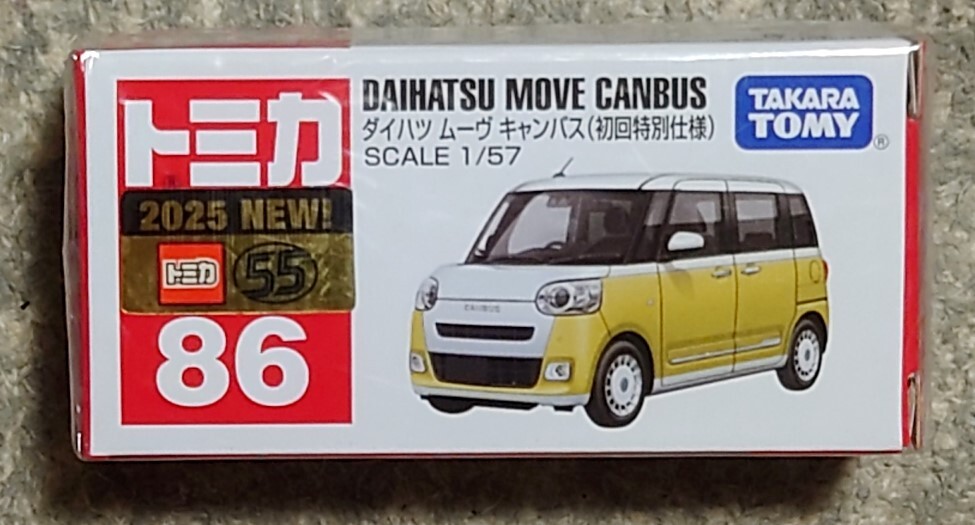 トミカ
2025 NEW!
トミカ 55
86
DAIHATSU MOVE CANBUS
ダイハツ ムーヴ キャンバス(初回特別仕様)
SCALE 1/57
TAKARA
TOMY
®
CANBUS